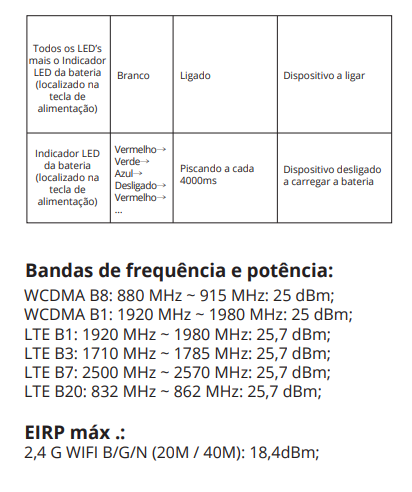 Todos os LED's
mais o Indicador
LED da bateria
(localizado na
tecla de
alimentação)
Branco
Ligado
Dispositivo a ligar
Indicador LED
da bateria
(localizado na
tecla de
alimentação)
Vermelho→
Verde→
Azul→
Desligado→
Vermelho→
...
Piscando a cada
4000ms
Dispositivo desligado
a carregar a bateria
Bandas de frequência e potência:
WCDMA B8: 880 MHz ~ 915 MHz: 25 dBm;
WCDMA B1: 1920 MHz ~ 1980 MHz: 25 dBm;
LTE B1: 1920 MHz ~ 1980 MHz: 25,7 dBm;
LTE B3: 1710 MHz ~ 1785 MHz: 25,7 dBm;
LTE B7: 2500 MHz ~ 2570 MHz: 25,7 dBm;
LTE B20: 832 MHz ~ 862 MHz: 25,7 dBm;
EIRP máx .:
2,4 G WIFI B/G/N (20M / 40M): 18,4dBm;